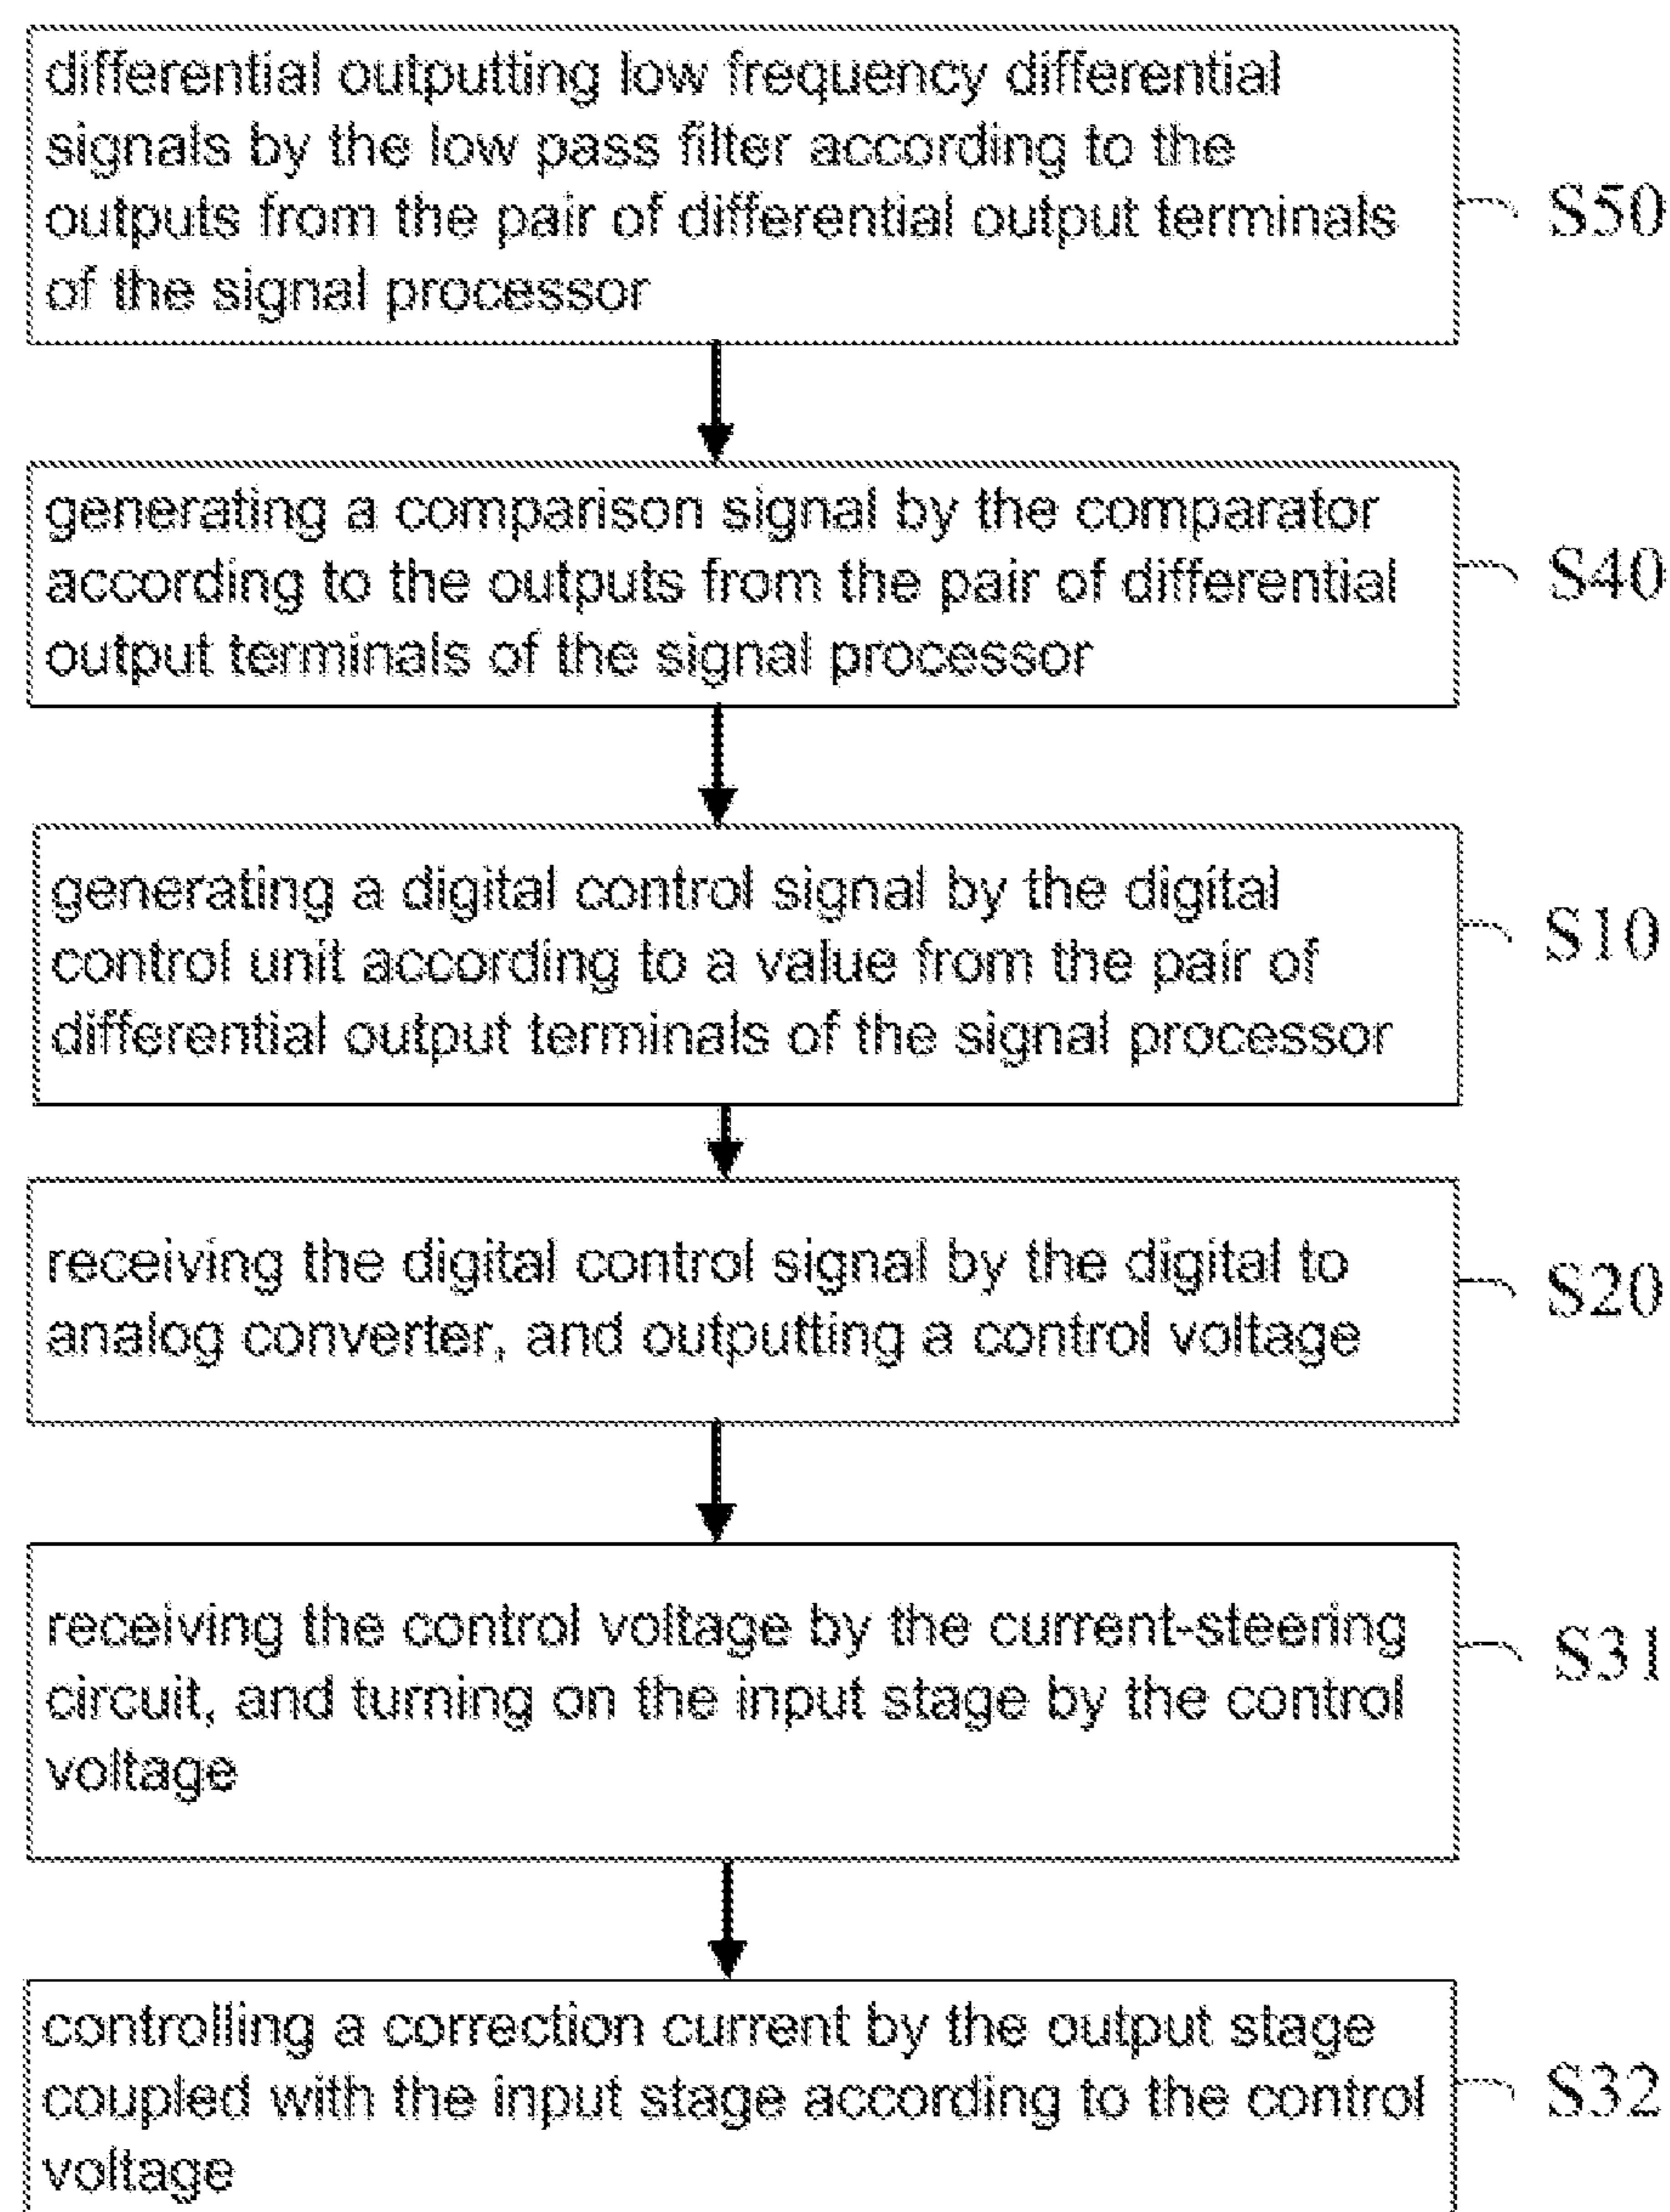 differential outputting low frequency differential
signals by the low pass filter according to the
outputs from the pair of differential output terminals
of the signal processor
S50
generating a comparison signal by the comparator
according to the outputs from the pair of differential
output terminals of the signal processor
S40
generating a digital control signal by the digital
control unit according to a value from the pair of
differential output terminals of the signal processor
S10
receiving the digital control signal by the digital to
analog converter, and outputting a control voltage
S20
receiving the control voltage by the current-steering
circuit, and turning on the input stage by the control
voltage
S31
controlling a correction current by the output stage
coupled with the input stage according to the control
voltage
S32